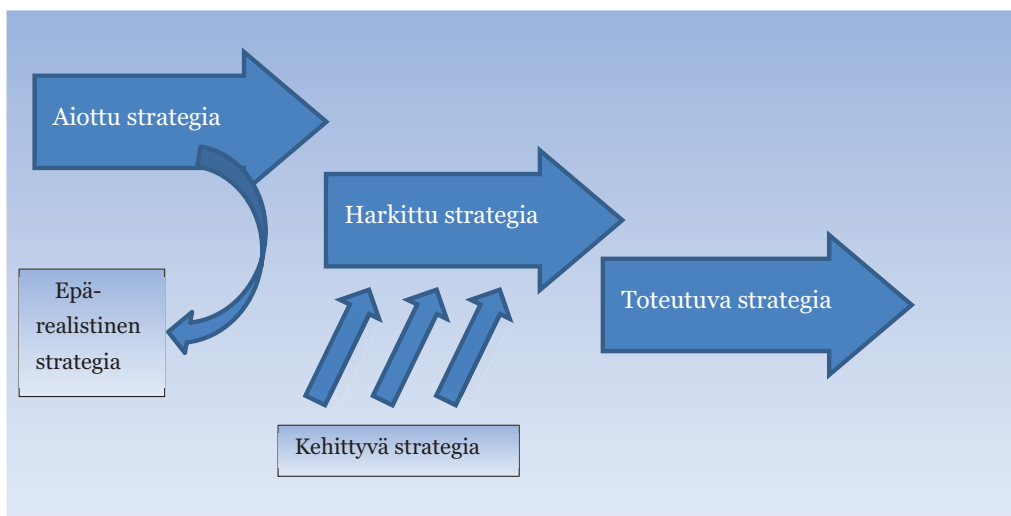 Aiottu strategia
Harkittu strategia
Toteutuva strategia
Epä-
realistinen
strategia
Kehittyvä strategia